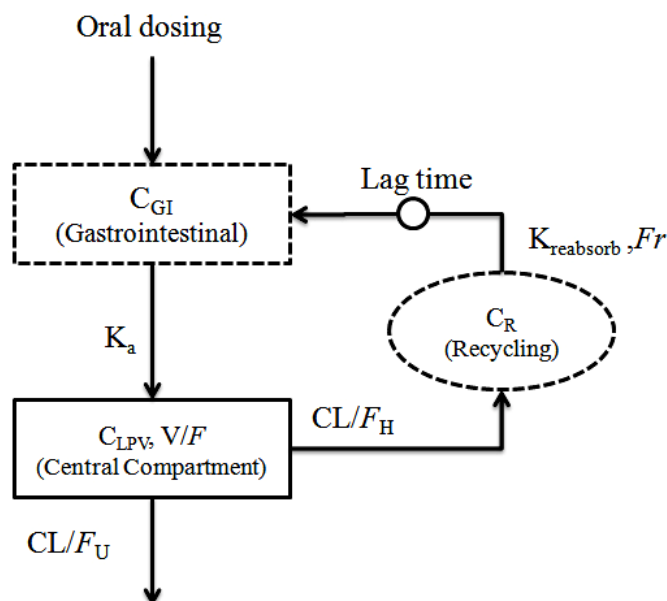 Oral dosing
Lag time
C_GI
(Gastrointestinal)
K_reabsorb ,Fr
C_R
(Recycling)
K_a
C_LPV, V/F
(Central Compartment)
CL/F_H
CL/F_U